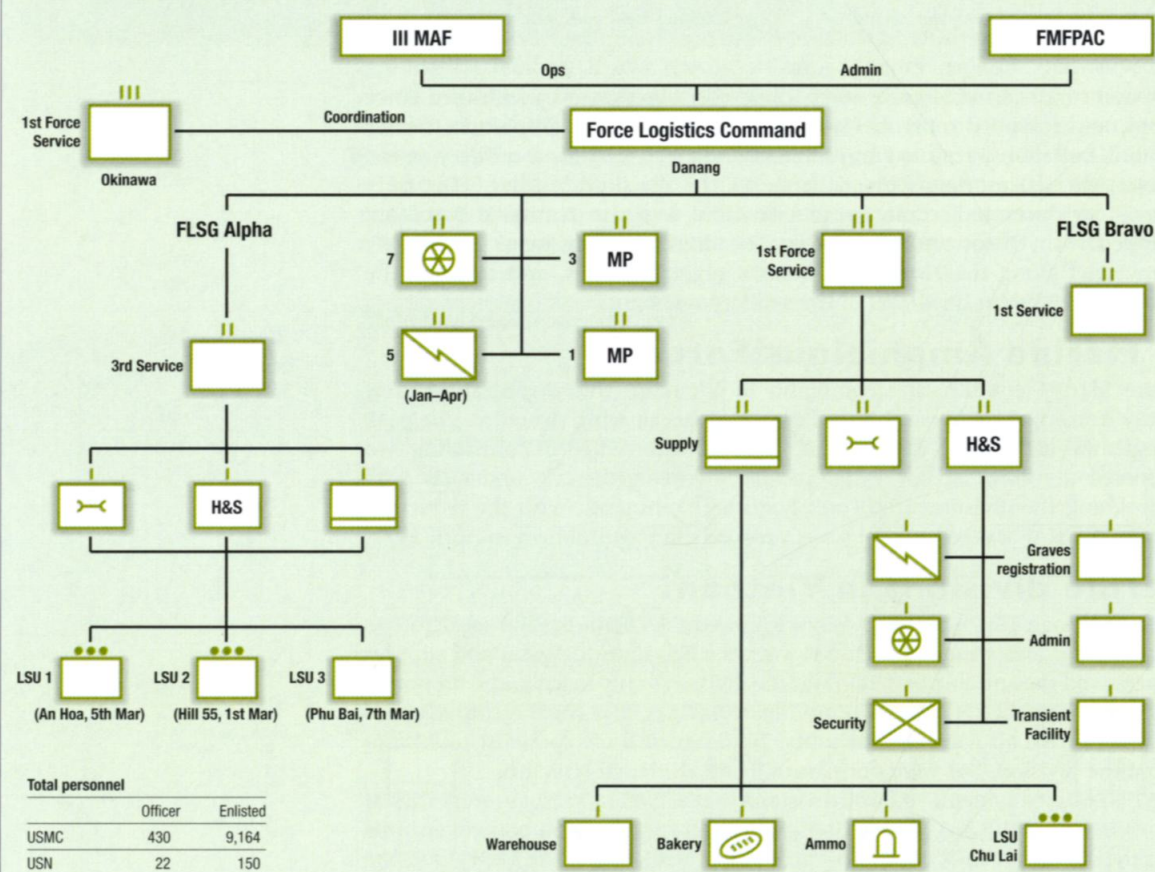 III MAF
FMFPAC
Ops
Admin
1st Force
Service
Okinawa
Coordination
Force Logistics Command
Danang
FLSG Alpha
FLSG Bravo
7
3
MP
1st Force
Service
1st Service
3rd Service
5
(Jan–Apr)
1
MP
Supply
H&S
H&S
Graves
registration
Admin
Security
Transient
Facility
LSU 1
(An Hoa, 5th Mar)
LSU 2
(Hill 55, 1st Mar)
LSU 3
(Phu Bai, 7th Mar)
Warehouse
Bakery
Ammo
LSU
Chu Lai
Total personnel
Officer Enlisted
USMC 430 9,164
USN 22 150